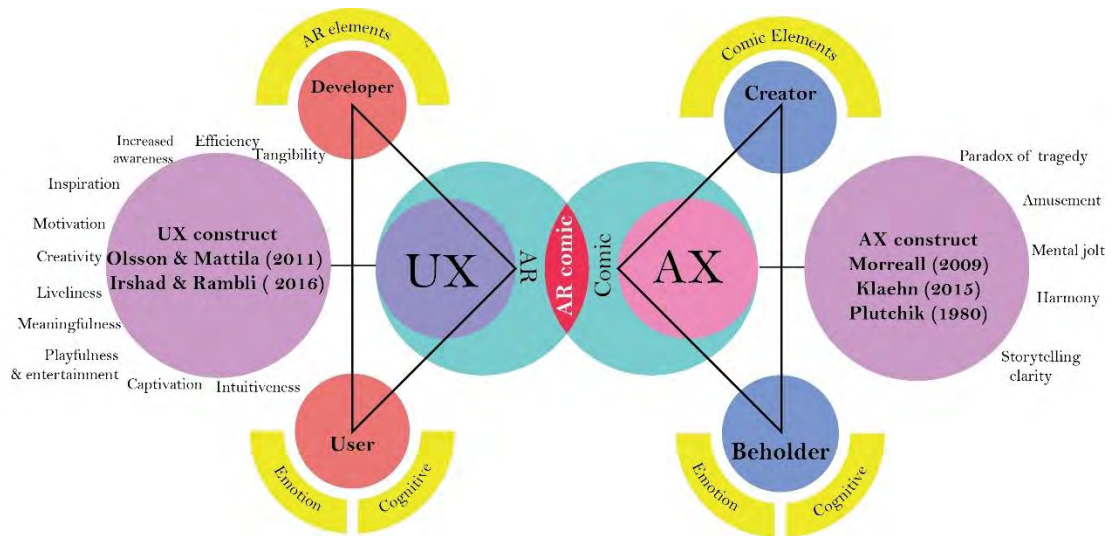 AR elements
Developer
Increased
awareness
Efficiency
Tangibility
Inspiration
Motivation
Creativity
Liveliness
Meaningfulness
Playfulness
& entertainment
Captivation
Intuitiveness
UX construct
Olsson & Mattila (2011)
Irshad & Rambli ( 2016)
UX
AR
AR comic
Comic
AX
User
Emotion
Cognitive
Comic Elements
Creator
Paradox of tragedy
Amusement
Mental jolt
Harmony
Storytelling
clarity
AX construct
Morreall (2009)
Klaehn (2015)
Plutchik (1980)
Beholder
Emotion
Cognitive